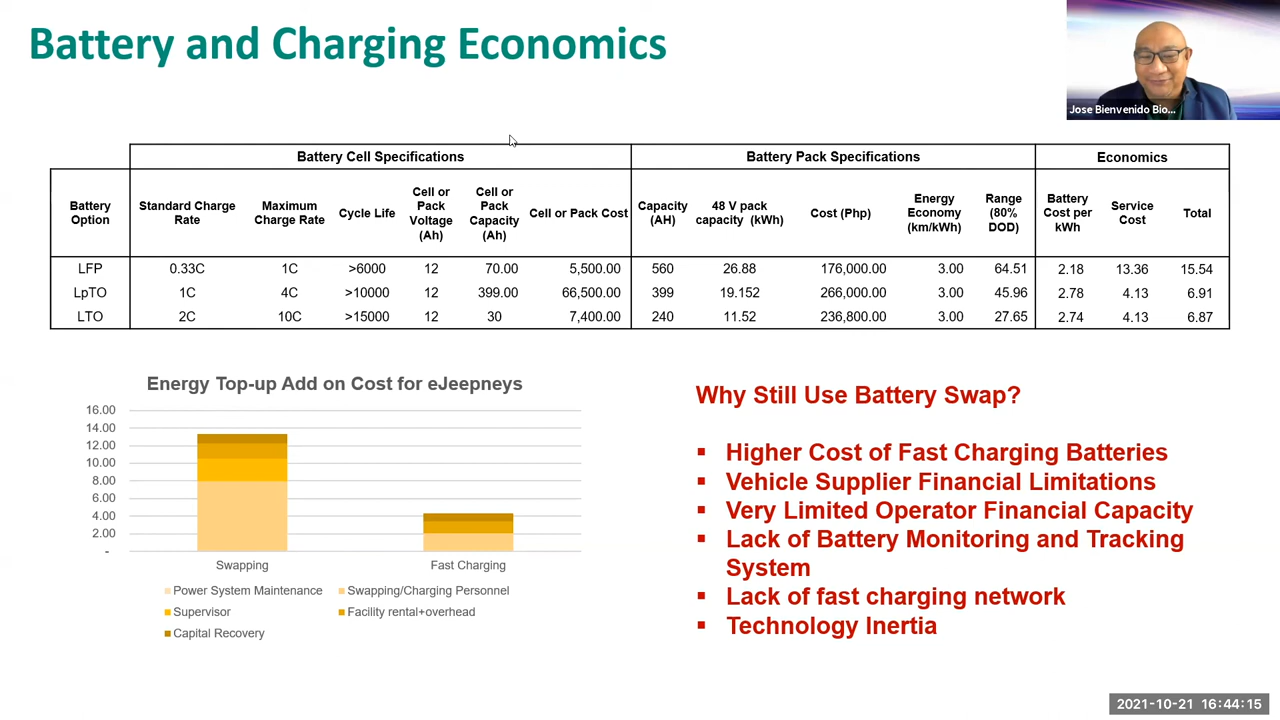 Battery and Charging Economics
Jose Bienvenido Bio...
Battery Cell Specifications Battery Pack Specifications Economics
Battery Option Standard Charge Rate Maximum Charge Rate Cycle Life Cell or Pack Voltage (Ah) Cell or Pack Capacity (Ah) Cell or Pack Cost Capacity (AH) 48 V pack capacity (kWh) Cost (Php) Energy Economy (km/kWh) Range (80% DOD) Battery Cost per kWh Service Cost Total
LFP 0.33C 1C >6000 12 70.00 5,500.00 560 26.88 176,000.00 3.00 64.51 2.18 13.36 15.54
LpTO 1C 4C >10000 12 399.00 66,500.00 399 19.152 266,000.00 3.00 45.96 2.78 4.13 6.91
LTO 2C 10C >15000 12 30 7,400.00 240 11.52 236,800.00 3.00 27.65 2.74 4.13 6.87
Energy Top-up Add on Cost for eJeepneys
16.00
14.00
12.00
10.00
8.00
6.00
4.00
2.00
-
Swapping Fast Charging
Power System Maintenance Swapping/Charging Personnel
Supervisor Facility rental+overhead
Capital Recovery
Why Still Use Battery Swap?
▪ Higher Cost of Fast Charging Batteries
▪ Vehicle Supplier Financial Limitations
▪ Very Limited Operator Financial Capacity
▪ Lack of Battery Monitoring and Tracking
System
▪ Lack of fast charging network
▪ Technology Inertia
2021-10-21 16:44:15